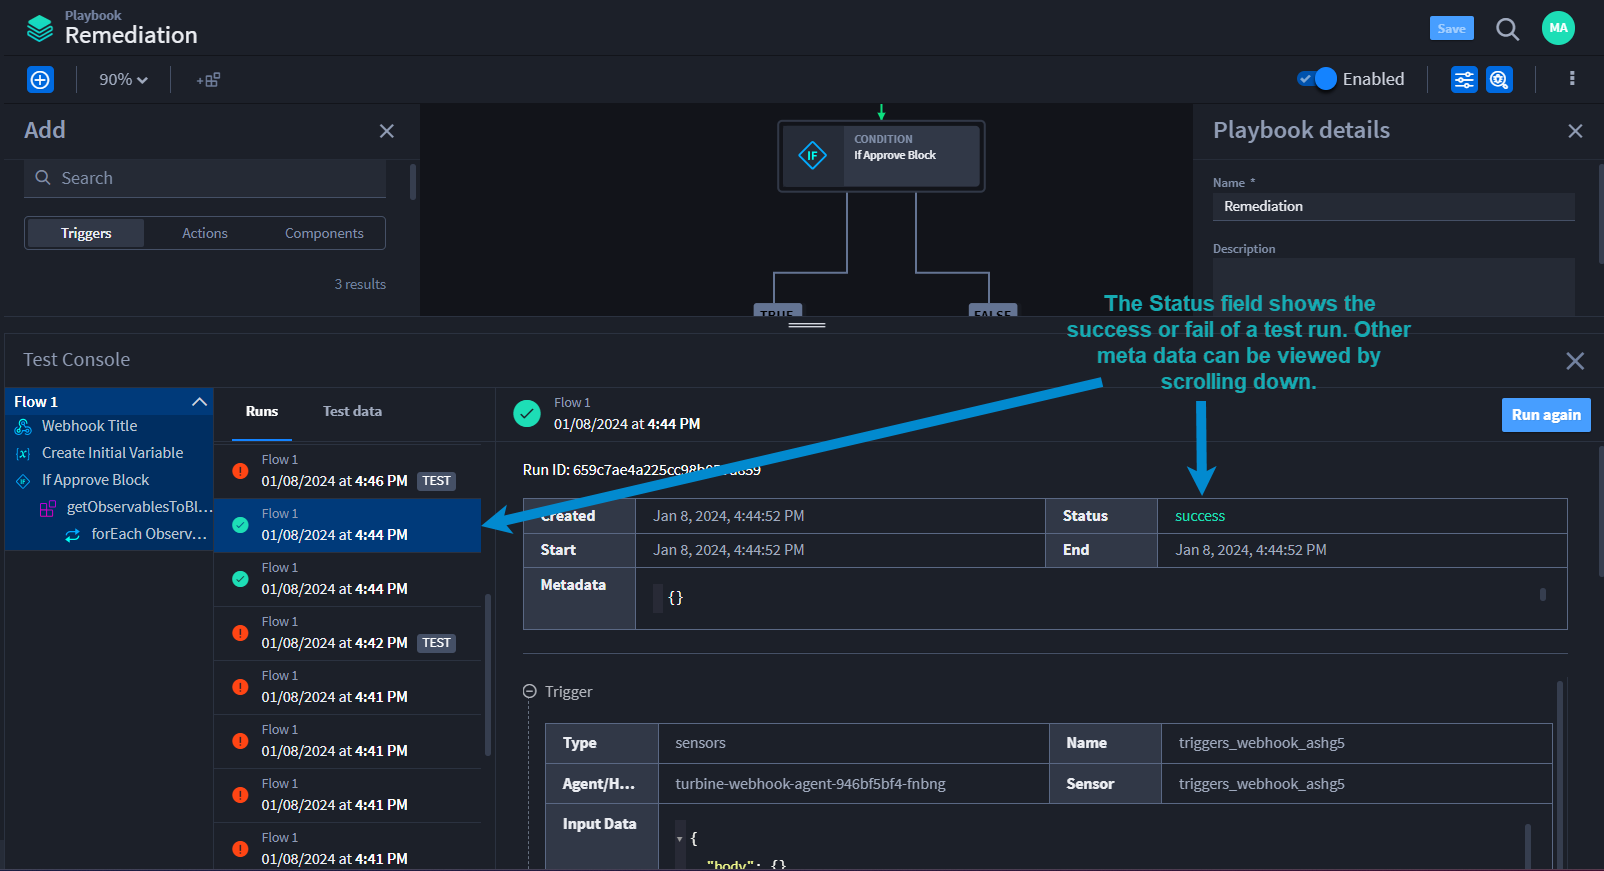 Playbook
Remediation
Save
MA
90%
Enabled
Add
Search
Triggers
Actions
Components
3 results
CONDITION
IF
If Approve Block
TRUE
FALSE
Playbook details
Name *
Remediation
Description
The Status field shows the
success or fail of a test run. Other
meta data can be viewed by
scrolling down.
Test Console
Flow 1
Webhook Title
Create Initial Variable
If Approve Block
getObservablesToBl...
forEach Observ...
Runs
Test data
Flow 1
01/08/2024 at 4:46 PM TEST
Flow 1
01/08/2024 at 4:44 PM
Flow 1
01/08/2024 at 4:44 PM
Flow 1
01/08/2024 at 4:42 PM TEST
Flow 1
01/08/2024 at 4:41 PM
Flow 1
01/08/2024 at 4:41 PM
Flow 1
01/08/2024 at 4:41 PM
Flow 1
01/08/2024 at 4:41 PM
Flow 1
01/08/2024 at 4:44 PM
Run again
Run ID:
Created
Jan 8, 2024, 4:44:52 PM
Status
success
Start
Jan 8, 2024, 4:44:52 PM
End
Jan 8, 2024, 4:44:52 PM
Metadata
{}
Trigger
Type
sensors
Name
triggers_webhook_ashg5
Agent/H...
turbine-webhook-agent-946bf5bf4-fnbng
Sensor
triggers_webhook_ashg5
Input Data
{
"body": {}